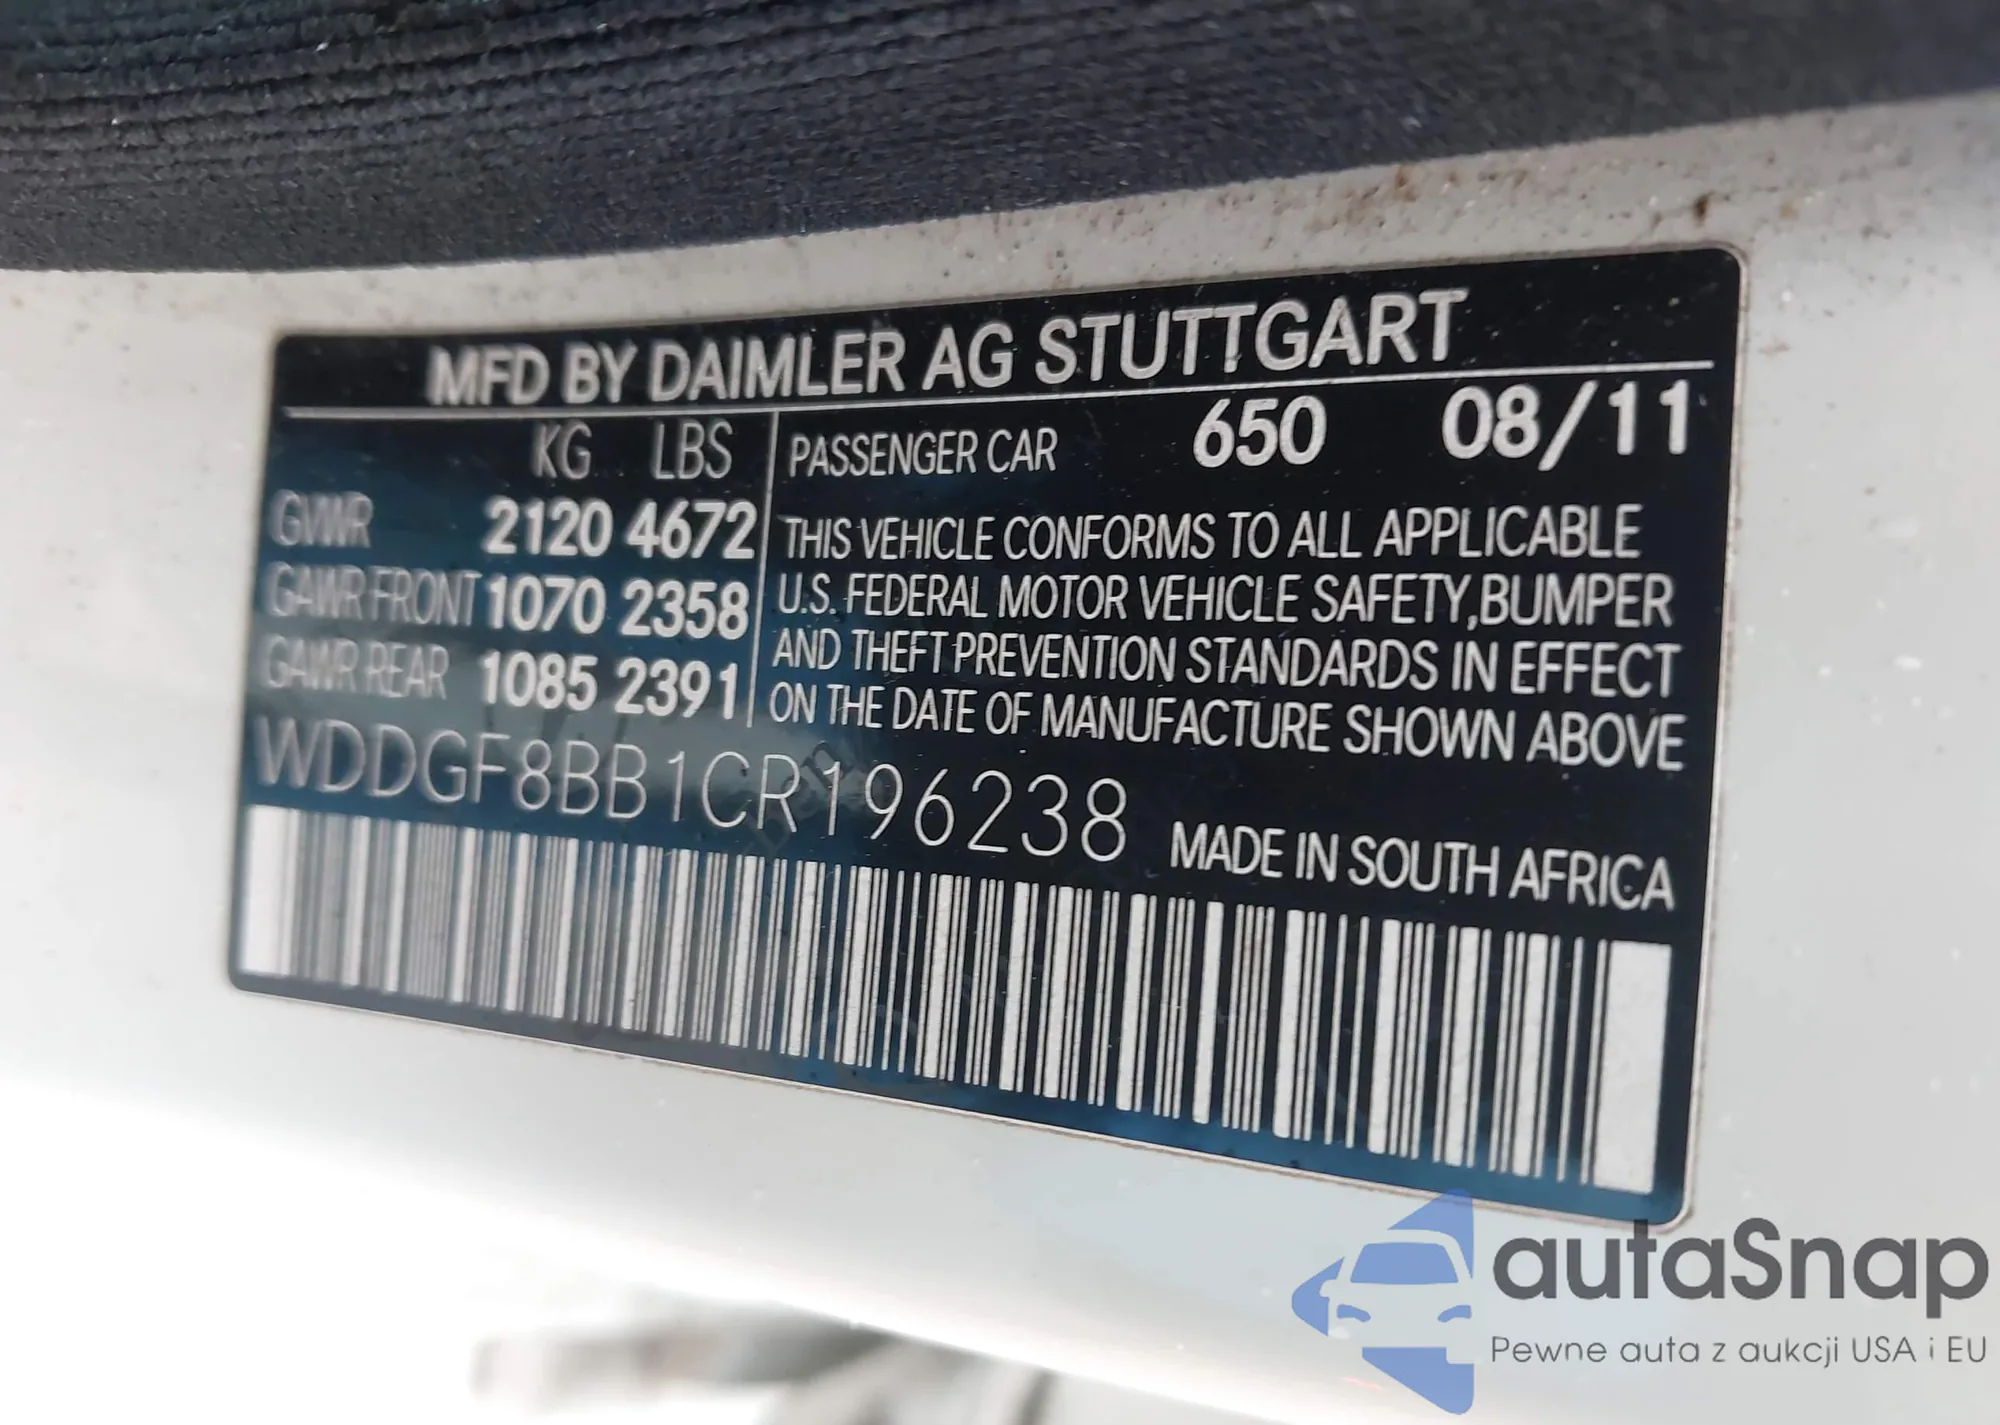 MFD BY DAIMLER AG STUTTGART
KG LBS
GVWR 2120 4672
GAWR FRONT 1070 2358
GAWR REAR 1085 2391
PASSENGER CAR 650 08/11
THIS VEHICLE CONFORMS TO ALL APPLICABLE
U.S. FEDERAL MOTOR VEHICLE SAFETY,BUMPER
AND THEFT PREVENTION STANDARDS IN EFFECT
ON THE DATE OF MANUFACTURE SHOWN ABOVE
WDDGF8BB1CR196238
MADE IN SOUTH AFRICA
autaSnap
Pewne auta z aukcji USA i EU